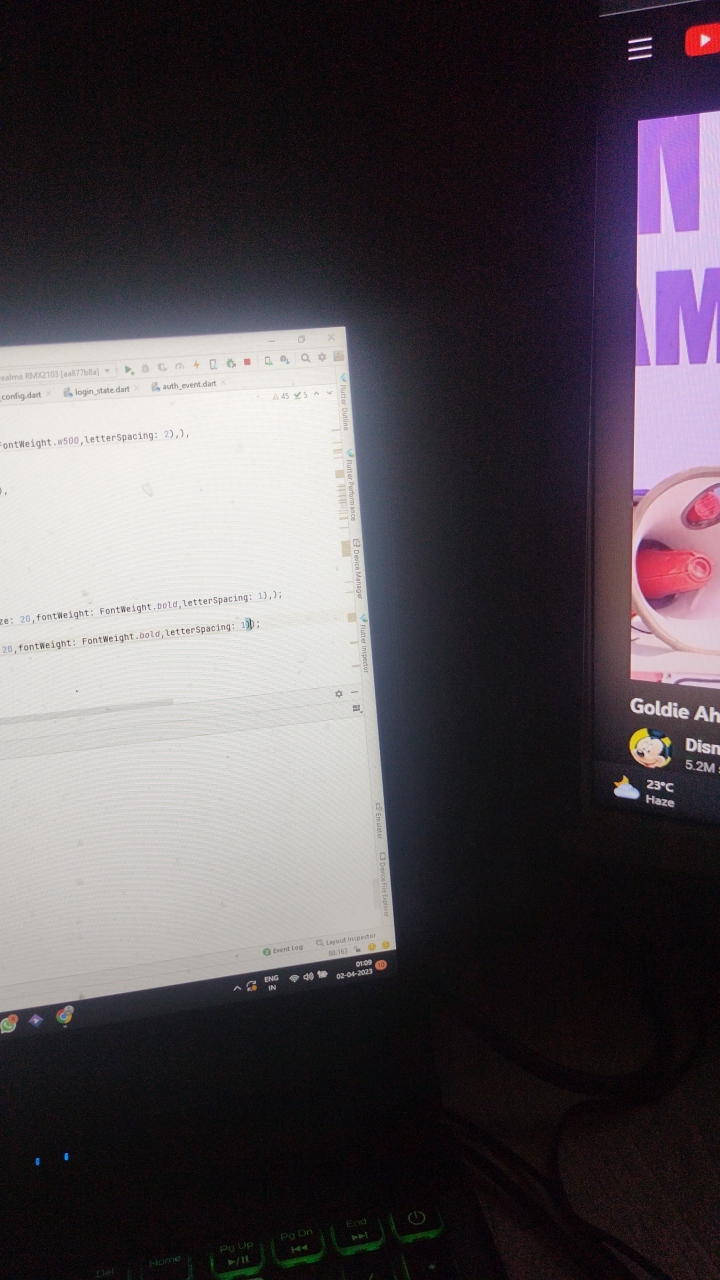 realme RMX2103 [aa877b8a]
config.dart
login_state.dart
auth_event.dart
45
5
FontWeight.w500,letterSpacing: 2),),
),
ze: 20,fontWeight: FontWeight.bold,letterSpacing: 1),);
20,fontWeight: FontWeight.bold,letterSpacing: 1));
Flutter Outline
Flutter Performance
Device Manager
Flutter Inspector
Emulator
Device File Explorer
Event Log
Layout Inspector
ENG
IN
01:09
02-04-2023
N
AM
Goldie Ah
Disn
5.2M
23°C
Haze
Del
Home
Pg Up
Pg Dn
End